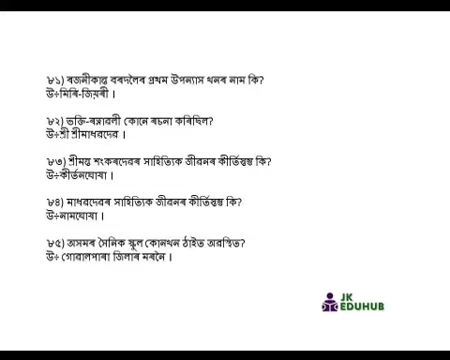 ৮১) ৰজনীকান্ত বৰদলৈৰ প্ৰথম উপন্যাস খনৰ নাম কি?
উ÷মিৰি-জিয়ৰী ।
৮২) ভক্তি-ৰত্নাৱলী কোনে ৰচনা কৰিছিল?
উ÷শ্ৰী শ্ৰীমাধৱদেৱ ।
৮৩) শ্ৰীমন্ত শংকৰদেৱৰ সাহিত্যিক জীৱনৰ কীৰ্তিস্তম্ভ কি?
উ÷কীৰ্তনঘোষা ।
৮৪) মাধৱদেৱৰ সাহিত্যিক জীৱনৰ কীৰ্তিস্তম্ভ কি?
উ÷নামঘোষা ।
৮৫) অসমৰ সৈনিক স্কুল কোনখন ঠাইত অৱস্থিত?
উ÷ গোৱালপাৰা জিলাৰ মৰনৈ ।
JK
EDUHUB